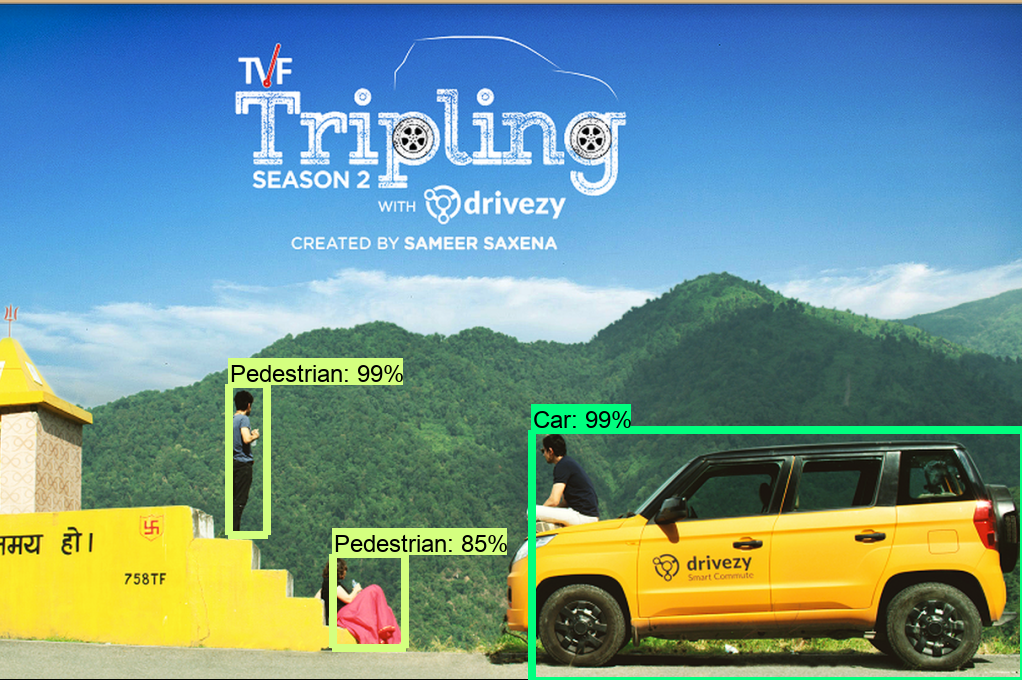 TVF
Tripling
SEASON 2
WITH drivezy
CREATED BY SAMEER SAXENA
Pedestrian: 99%
Car: 99%
Pedestrian: 85%
समय हो।
758TF
drivezy
Smart Commute